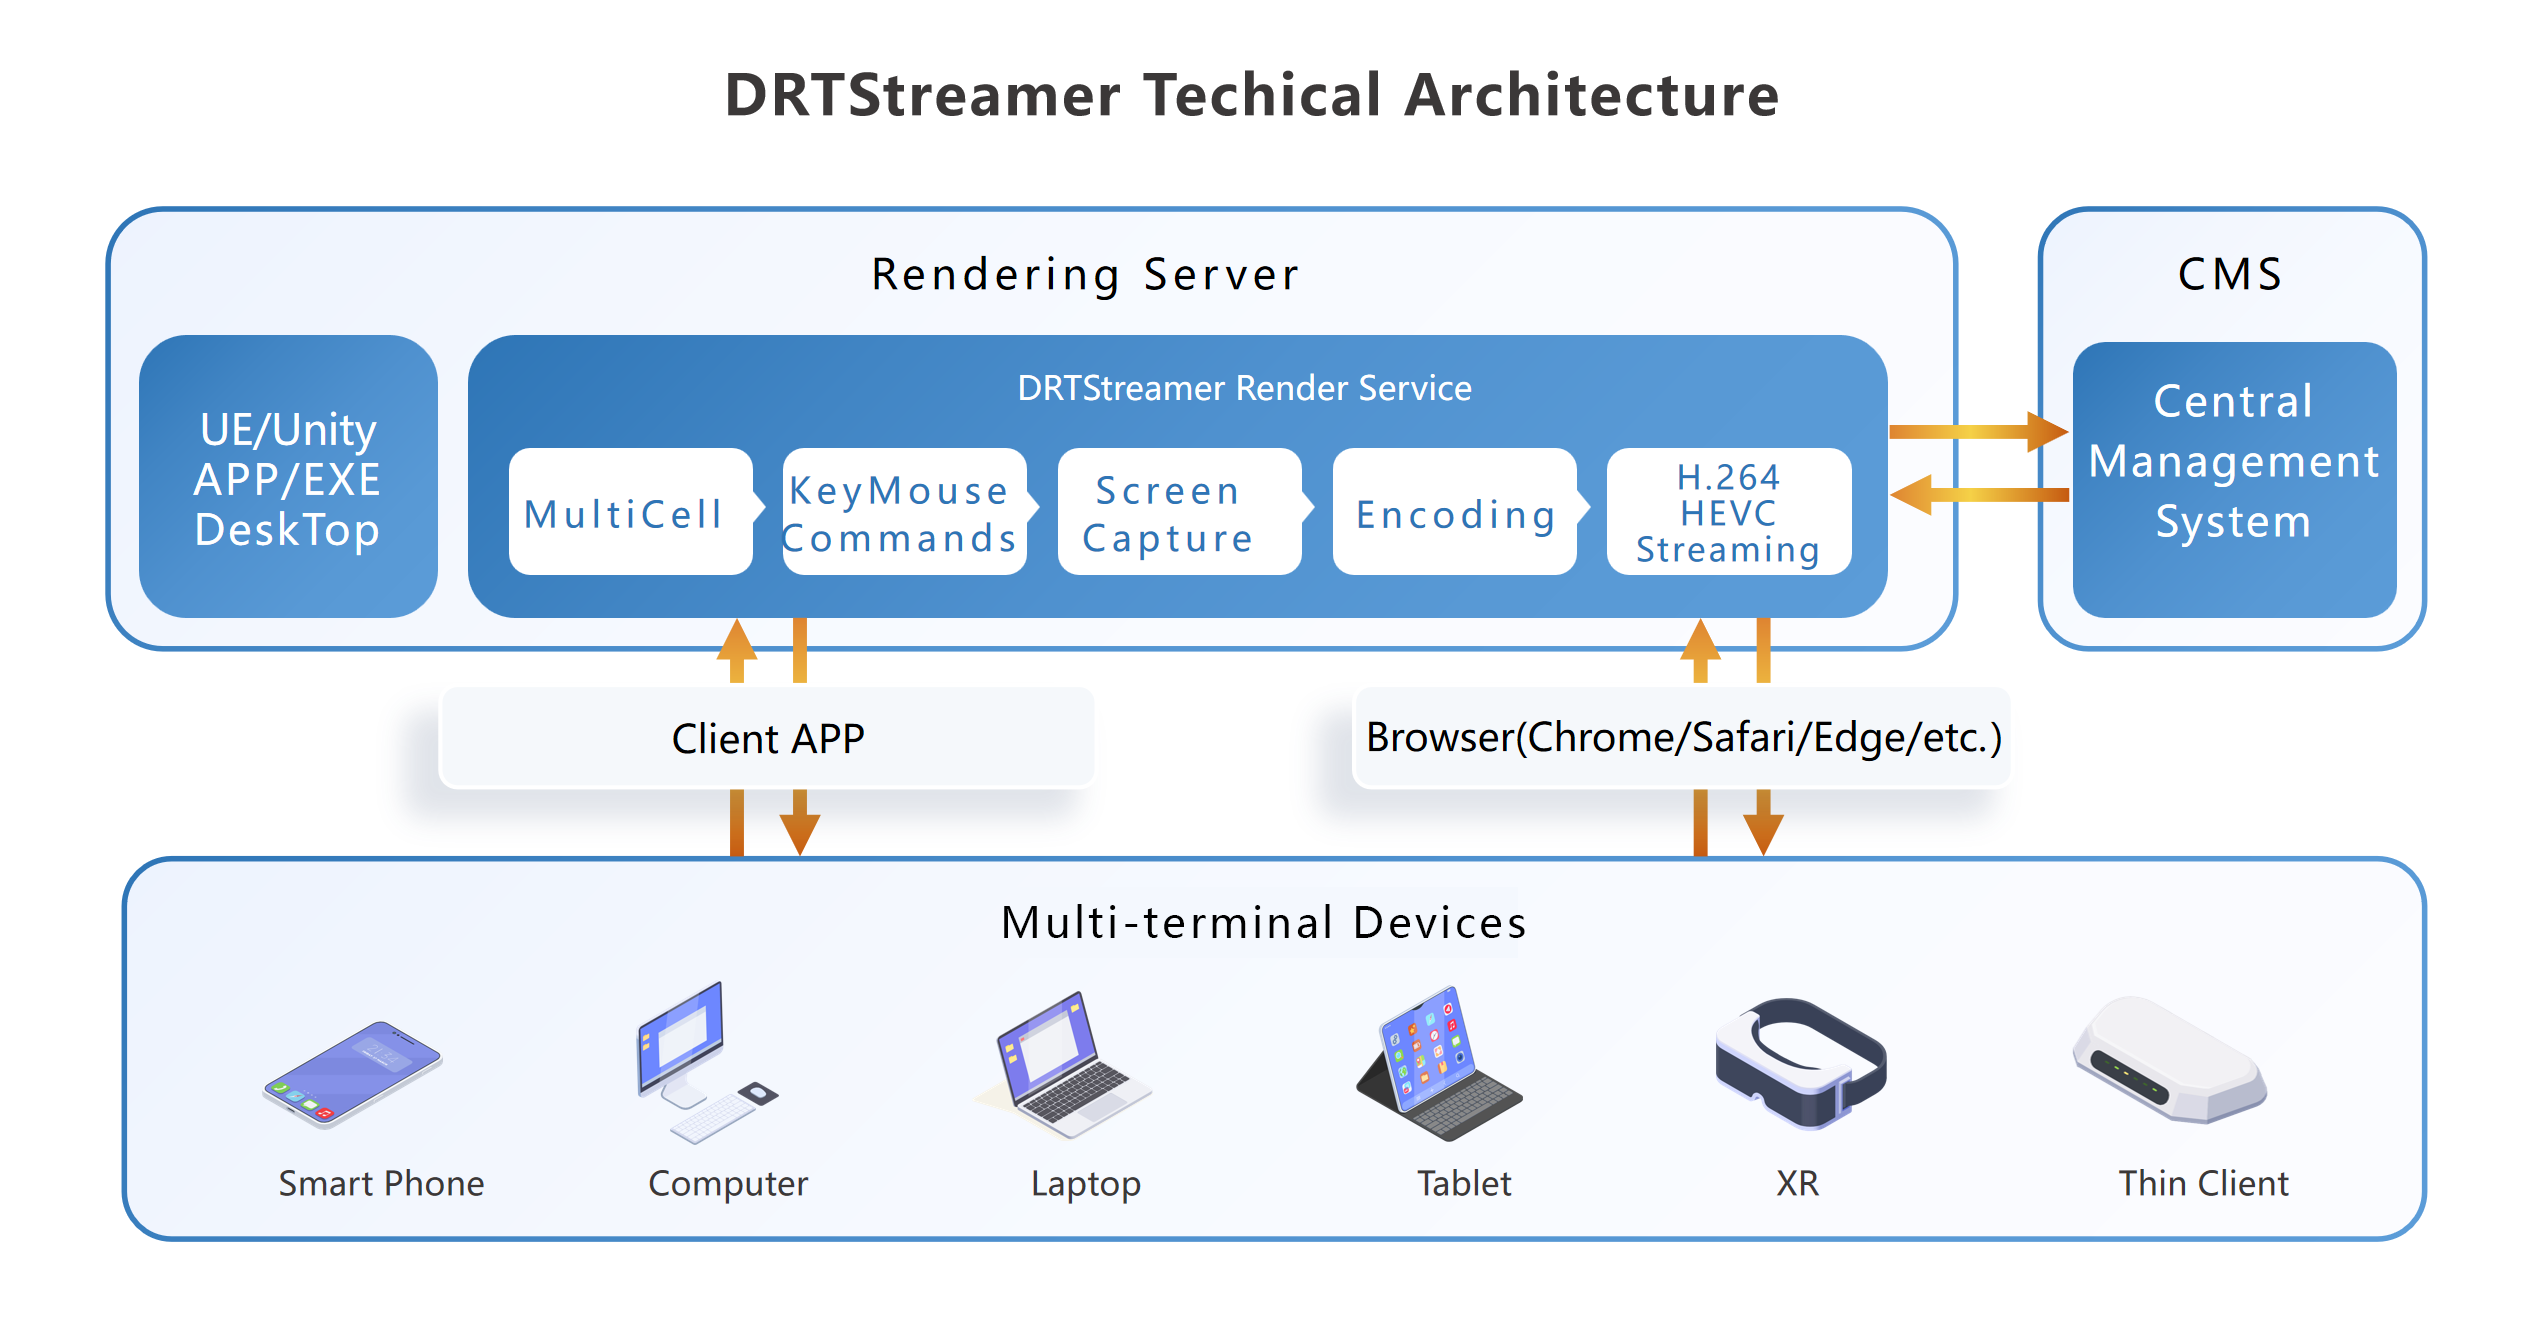 DRTStreamer Techical Architecture
Rendering Server
CMS
UE/Unity
APP/EXE
DeskTop
DRTStreamer Render Service
MultiCell
KeyMouse
Commands
Screen
Capture
Encoding
H.264
HEVC
Streaming
Central
Management
System
Client APP
Browser(Chrome/Safari/Edge/etc.)
Multi-terminal Devices
Smart Phone
Computer
Laptop
Tablet
XR
Thin Client